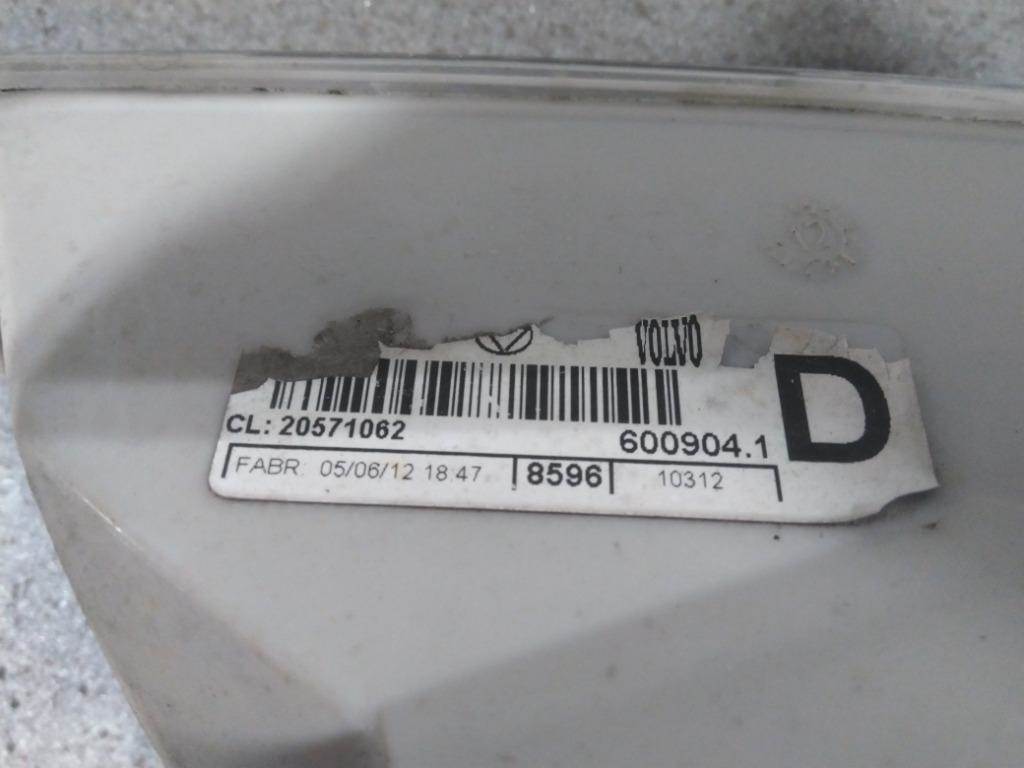 VOLVO
D
CL: 20571062
600904.1
FABR: 05/06/12 18:47
8596
10312